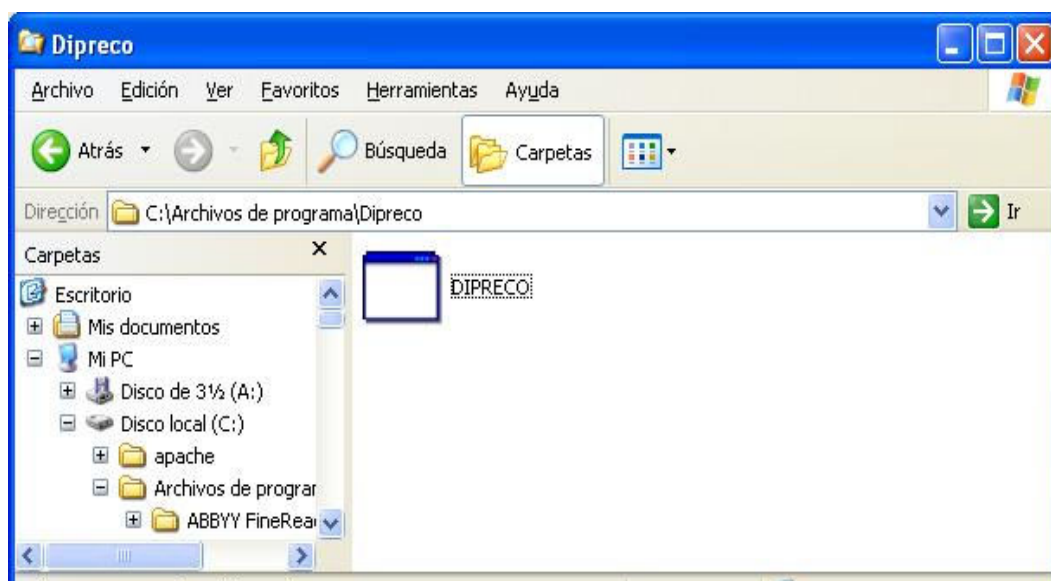 Dipreco
Archivo Edición Ver Favoritos Herramientas Ayuda
Atrás Búsqueda Carpetas
Dirección C:\Archivos de programa\Dipreco Ir
Carpetas
DIPRECO
Escritorio
Mis documentos
Mi PC
Disco de 3½ (A:)
Disco local (C:)
apache
Archivos de prograr
ABBYY FineRea